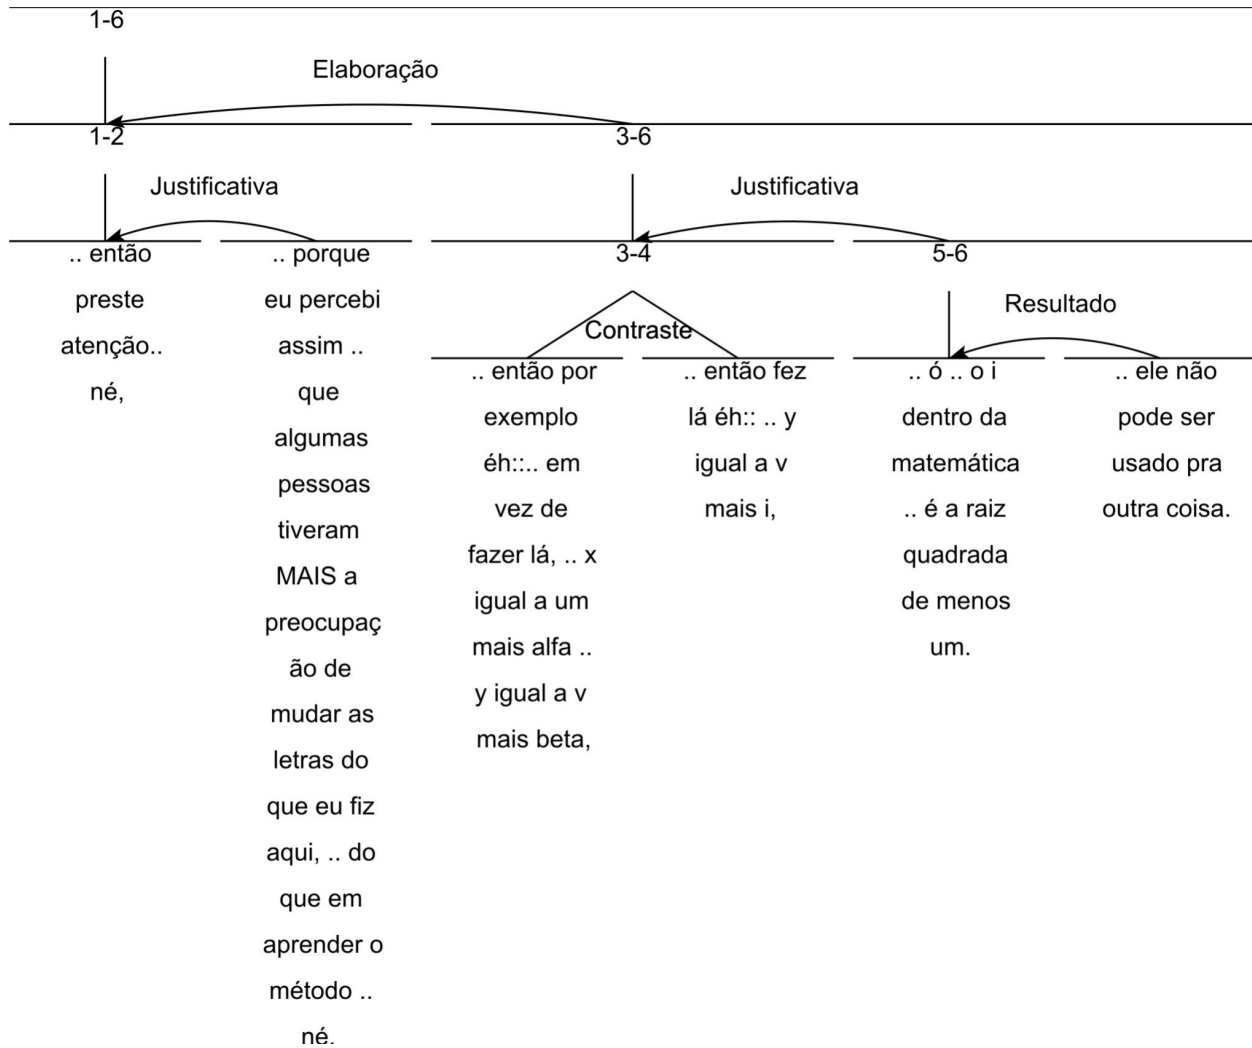 1-6
Elaboração
1-2
3-6
Justificativa
Justificativa
.. então
preste
atenção..
né,
.. porque
eu percebi
assim ..
que
algumas
pessoas
tiveram
MAIS a
preocupaç
ão de
mudar as
letras do
que eu fiz
aqui, .. do
que em
aprender o
método ..
né.
3-4
5-6
Contraste
Resultado
.. então por
exemplo
éh::.. em
vez de
fazer lá, .. x
igual a um
mais alfa ..
y igual a v
mais beta,
.. então fez
lá éh:: .. y
igual a v
mais i,
.. ó .. o i
dentro da
matemática
.. é a raiz
quadrada
de menos
um.
.. ele não
pode ser
usado pra
outra coisa.